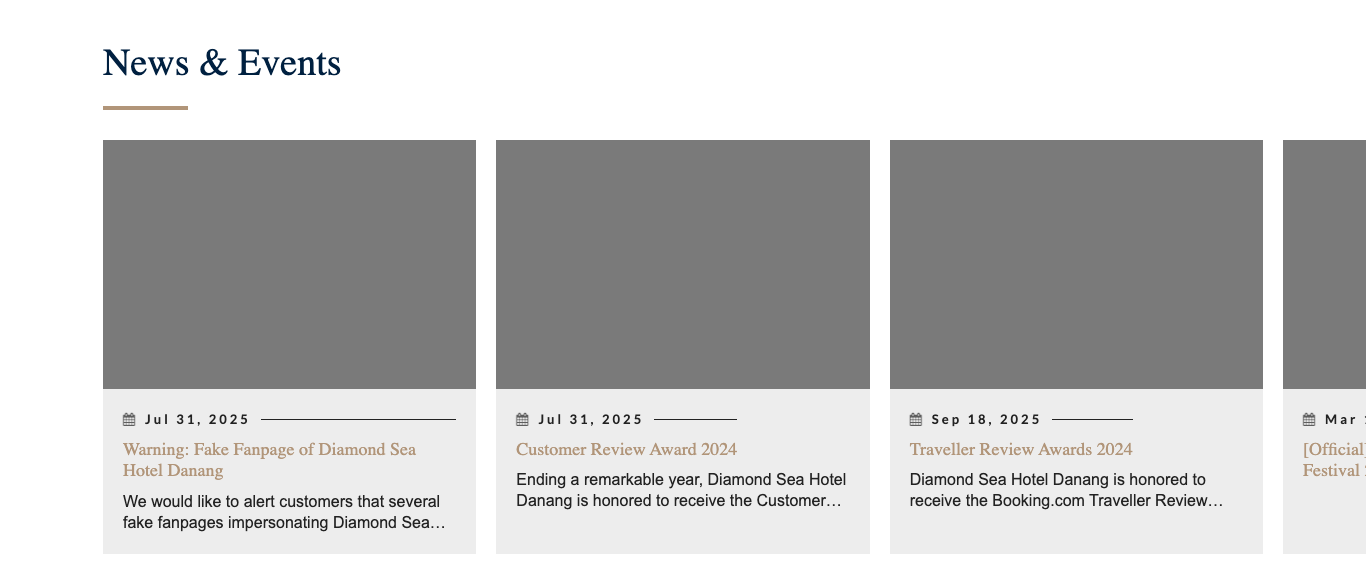 News & Events
Jul 31, 2025
Warning: Fake Fanpage of Diamond Sea
Hotel Danang
We would like to alert customers that several
fake fanpages impersonating Diamond Sea…
Jul 31, 2025
Customer Review Award 2024
Ending a remarkable year, Diamond Sea Hotel
Danang is honored to receive the Customer…
Sep 18, 2025
Traveller Review Awards 2024
Diamond Sea Hotel Danang is honored to
receive the Booking.com Traveller Review…
Mar
[Official]
Festival